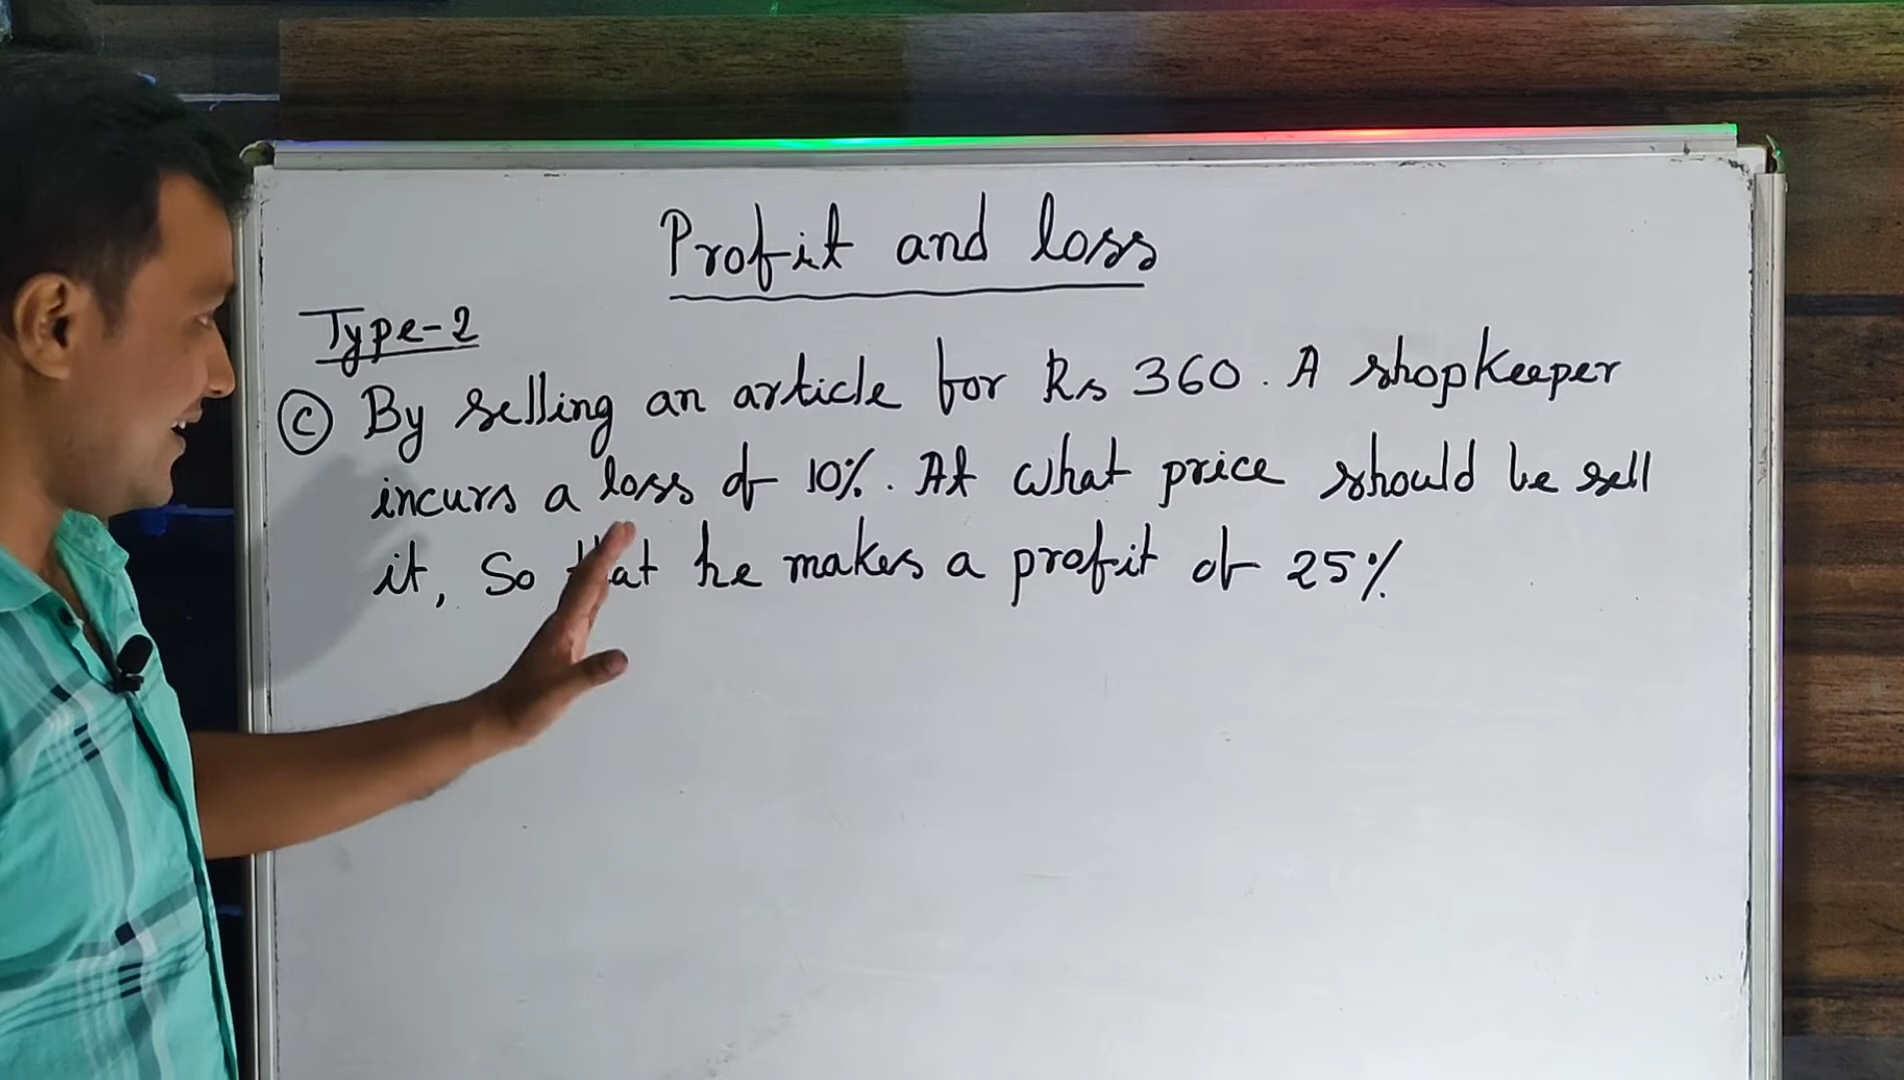 Profit and loss
Type-2
(C) By selling an article for Rs 360. A shopkeeper
incurs a loss of 10%. At what price should be sell
it, So that he makes a profit of 25%